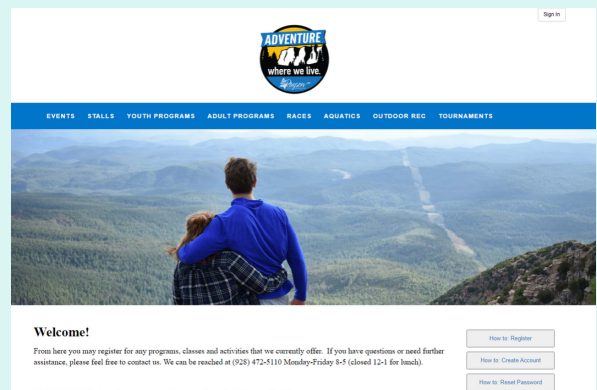 Sign in
ADVENTURE
where we live.
Payson
EVENTS STALLS YOUTH PROGRAMS ADULT PROGRAMS RACES AQUATICS OUTDOOR REC TOURNAMENTS
Welcome!
From here you may register for any programs, classes and activities that we currently offer. If you have questions or need further
assistance, please feel free to contact us. We can be reached at (928) 472-5110 Monday-Friday 8-5 (closed 12-1 for lunch).
How to: Register
How to: Create Account
How to: Reset Password